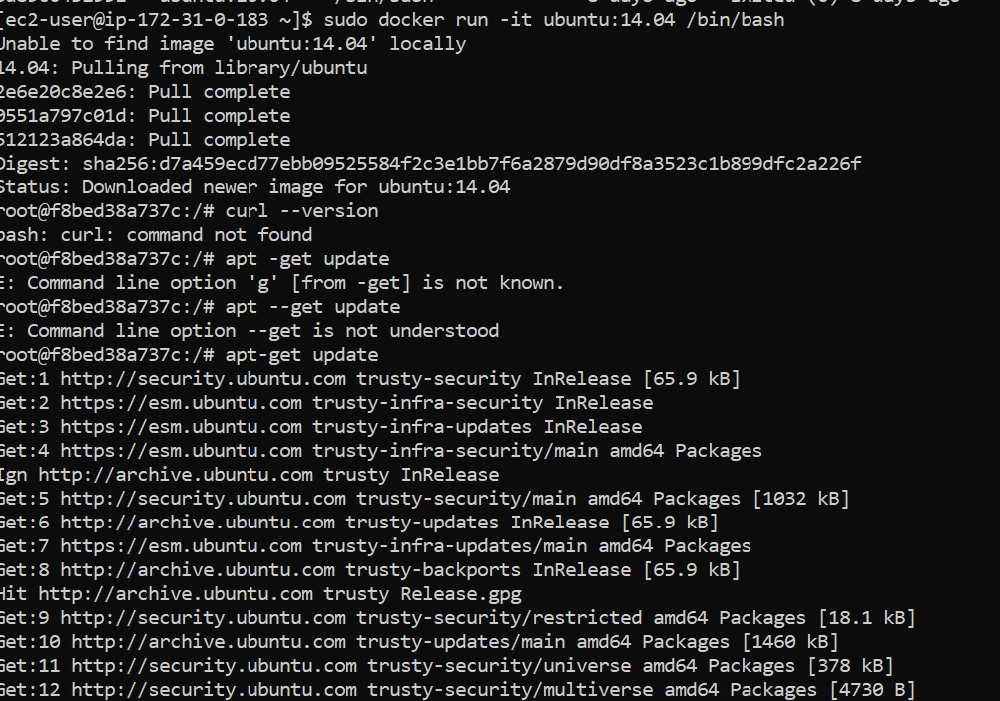 [ec2-user@ip-172-31-0-183 ~]$ sudo docker run -it ubuntu:14.04 /bin/bash
Unable to find image 'ubuntu:14.04' locally
14.04: Pulling from library/ubuntu
2e6e20c8e2e6: Pull complete
0551a797c01d: Pull complete
512123a864da: Pull complete
Digest: sha256:d7a459ecd77ebb09525584f2c3e1bb7f6a2879d90df8a3523c1b899dfc2a226f
Status: Downloaded newer image for ubuntu:14.04
root@f8bed38a737c:/# curl --version
bash: curl: command not found
root@f8bed38a737c:/# apt -get update
E: Command line option 'g' [from -get] is not known.
root@f8bed38a737c:/# apt --get update
E: Command line option --get is not understood
root@f8bed38a737c:/# apt-get update
Get:1 http://security.ubuntu.com trusty-security InRelease [65.9 kB]
Get:2 https://esm.ubuntu.com trusty-infra-security InRelease
Get:3 https://esm.ubuntu.com trusty-infra-updates InRelease
Get:4 https://esm.ubuntu.com trusty-infra-security/main amd64 Packages
Ign http://archive.ubuntu.com trusty InRelease
Get:5 http://security.ubuntu.com trusty-security/main amd64 Packages [1032 kB]
Get:6 http://archive.ubuntu.com trusty-updates InRelease [65.9 kB]
Get:7 https://esm.ubuntu.com trusty-infra-updates/main amd64 Packages
Get:8 http://archive.ubuntu.com trusty-backports InRelease [65.9 kB]
Hit http://archive.ubuntu.com trusty Release.gpg
Get:9 http://security.ubuntu.com trusty-security/restricted amd64 Packages [18.1 kB]
Get:10 http://archive.ubuntu.com trusty-updates/main amd64 Packages [1460 kB]
Get:11 http://security.ubuntu.com trusty-security/universe amd64 Packages [378 kB]
Get:12 http://security.ubuntu.com trusty-security/multiverse amd64 Packages [4730 B]